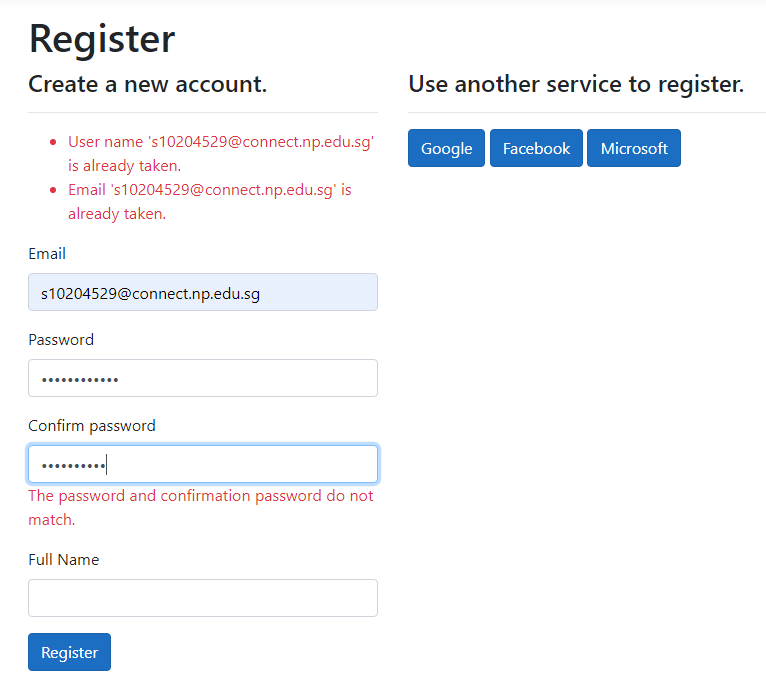 Register
Create a new account.
Use another service to register.
User name 's10204529@connect.np.edu.sg'
is already taken.
Email 's10204529@connect.np.edu.sg' is
already taken.
Google
Facebook
Microsoft
Email
s10204529@connect.np.edu.sg
Password
••••••••••••
Confirm password
••••••••••
The password and confirmation password do not
match.
Full Name
Register